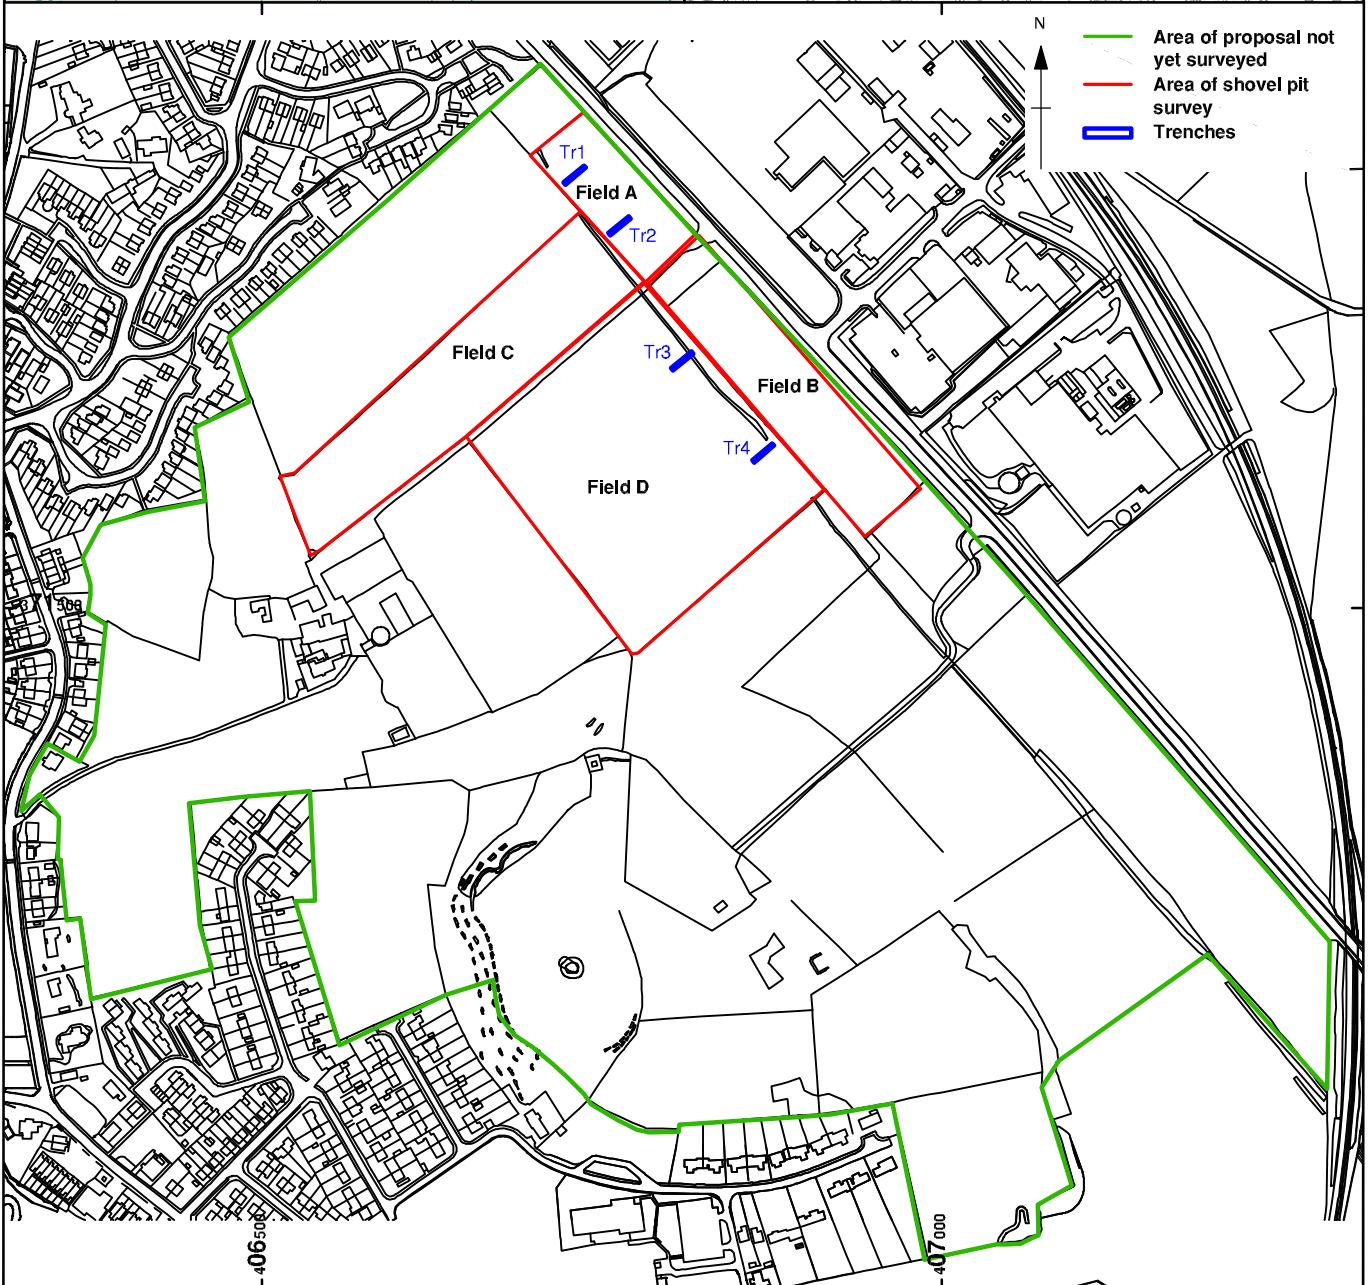 N
Area of proposal not
yet surveyed
Area of shovel pit
survey
Trenches
Tr1
Field A
Tr2
Tr3
Field C
Field B
Tr4
Field D
406500
407000